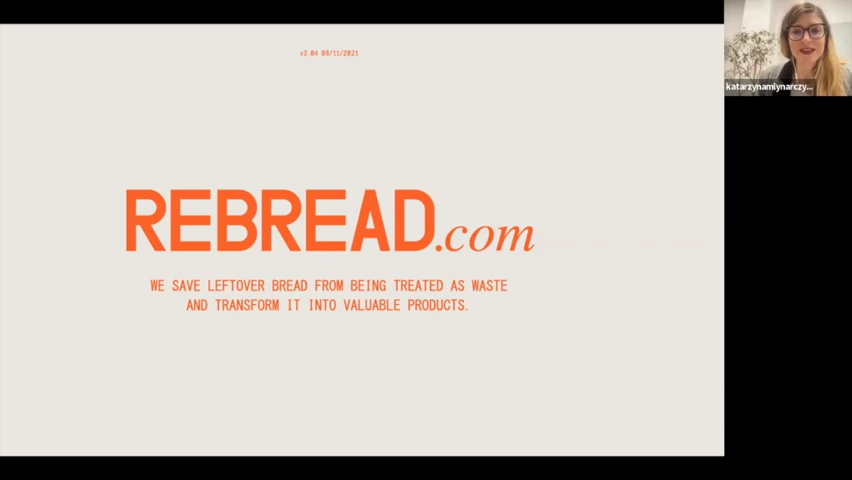 v2.04 08/11/2021
REBREAD.com
WE SAVE LEFTOVER BREAD FROM BEING TREATED AS WASTE
AND TRANSFORM IT INTO VALUABLE PRODUCTS.
katarzynamlynarczy...